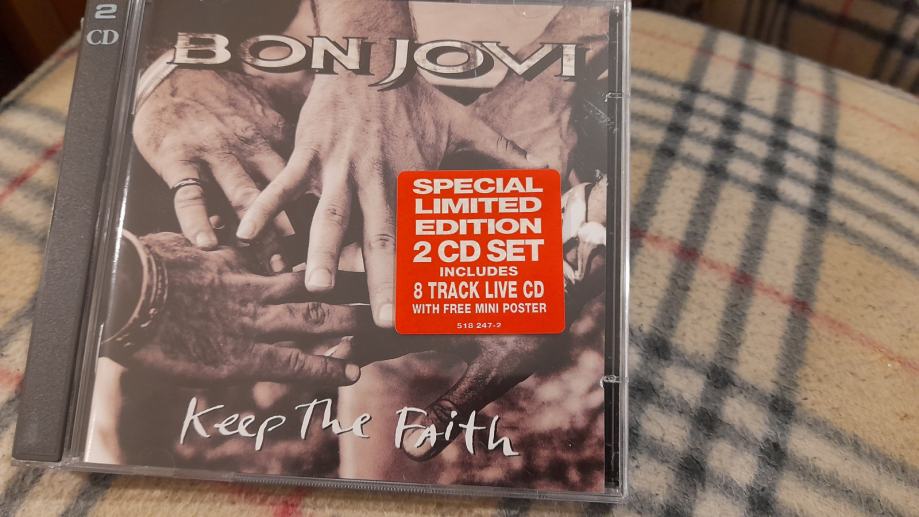 2
CD
BON JOVI
SPECIAL
LIMITED
EDITION
2 CD SET
INCLUDES
8 TRACK LIVE CD
WITH FREE MINI POSTER
518 247-2
Keep The Faith